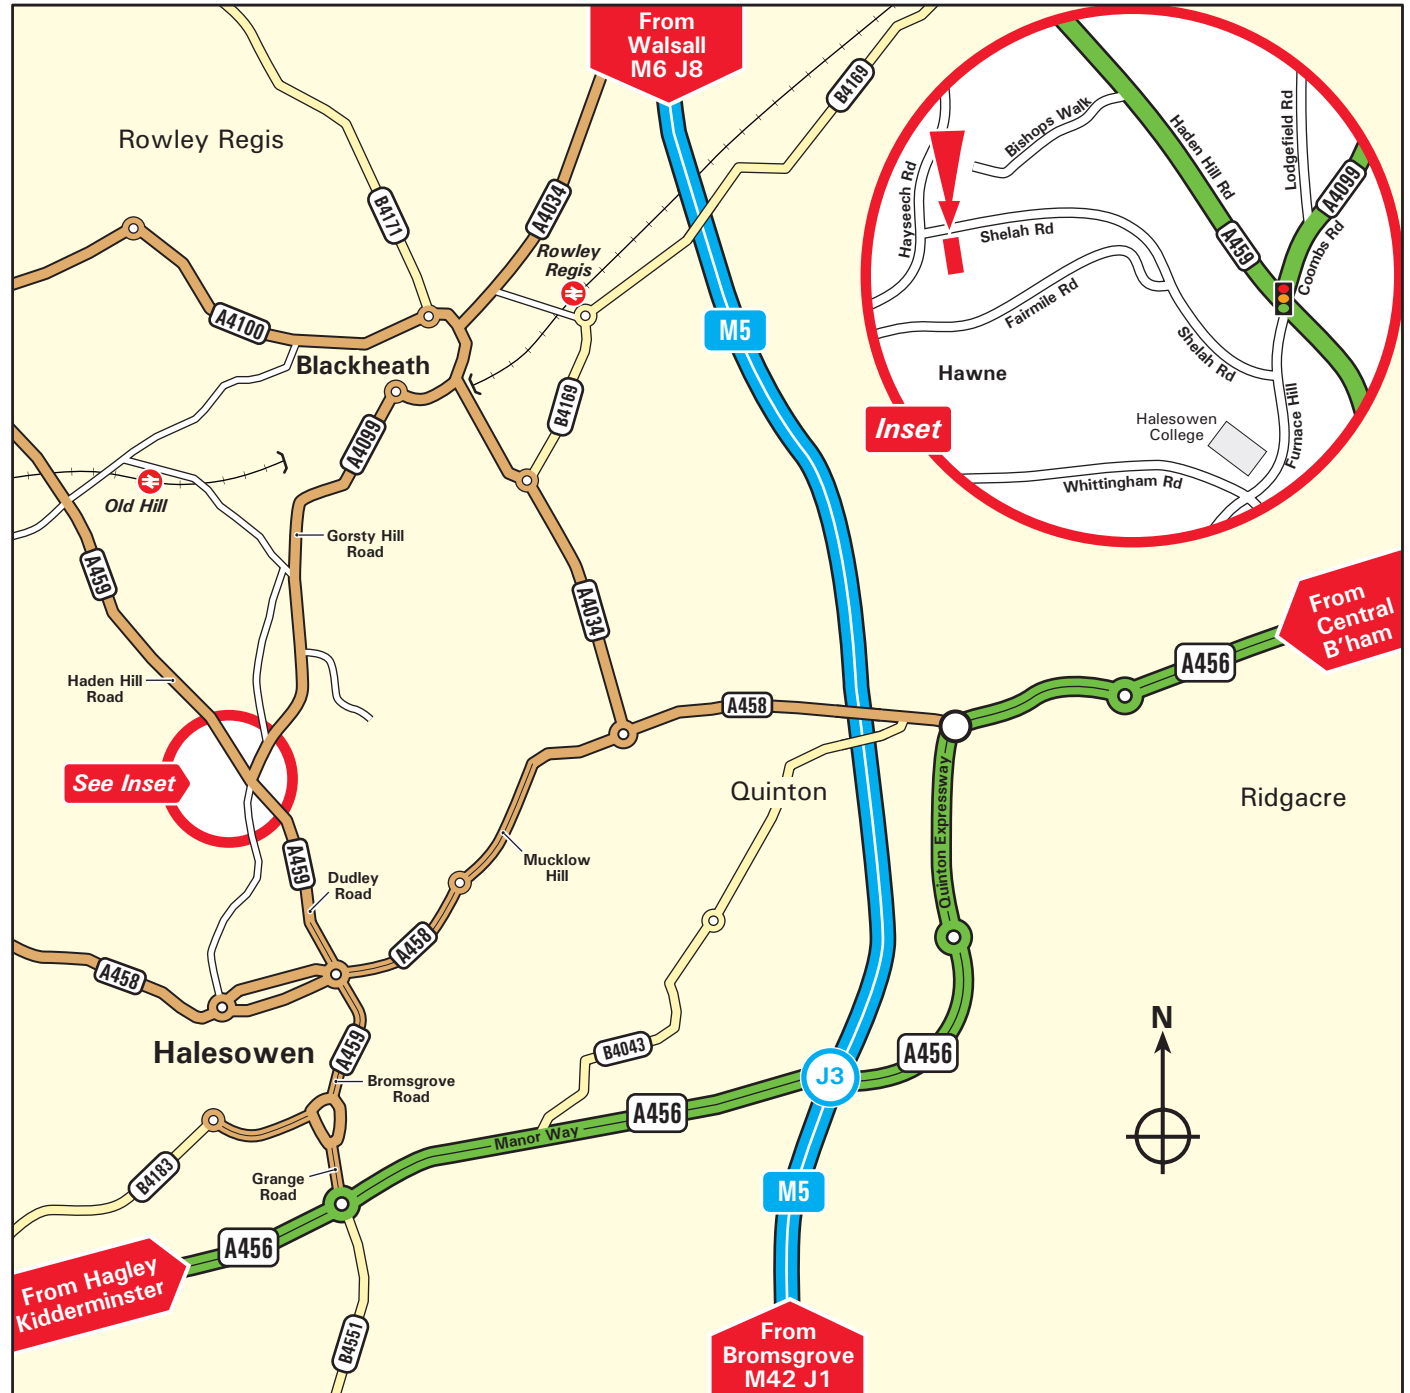 From
Walsall
M6 J8
B4169
Rowley Regis
B4171
A4034
Rowley
Regis
A4100
Blackheath
M5
B4169
A4099
Old Hill
Gorsty Hill
Road
A459
A4034
Haden Hill
Road
See Inset
A458
A459
Dudley
Road
Mucklow
Hill
Quinton
A458
A458
Halesowen
A459
Bromsgrove
Road
B4043
B4183
Grange
Road
Manor Way
A456
J3
A456
Quinton Expressway
A456
From
Central
B'ham
Ridgacre
N
M5
A456
From Hagley
Kidderminster
B4551
From
Bromsgrove
M42 J1
Bishops Walk
Haden Hill Rd
Lodgefield Rd
A4099
Hayseech Rd
Shelah Rd
A459
Coombs Rd
Fairmile Rd
Shelah Rd
Hawne
Inset
Halesowen
College
Furnace Hill
Whittingham Rd